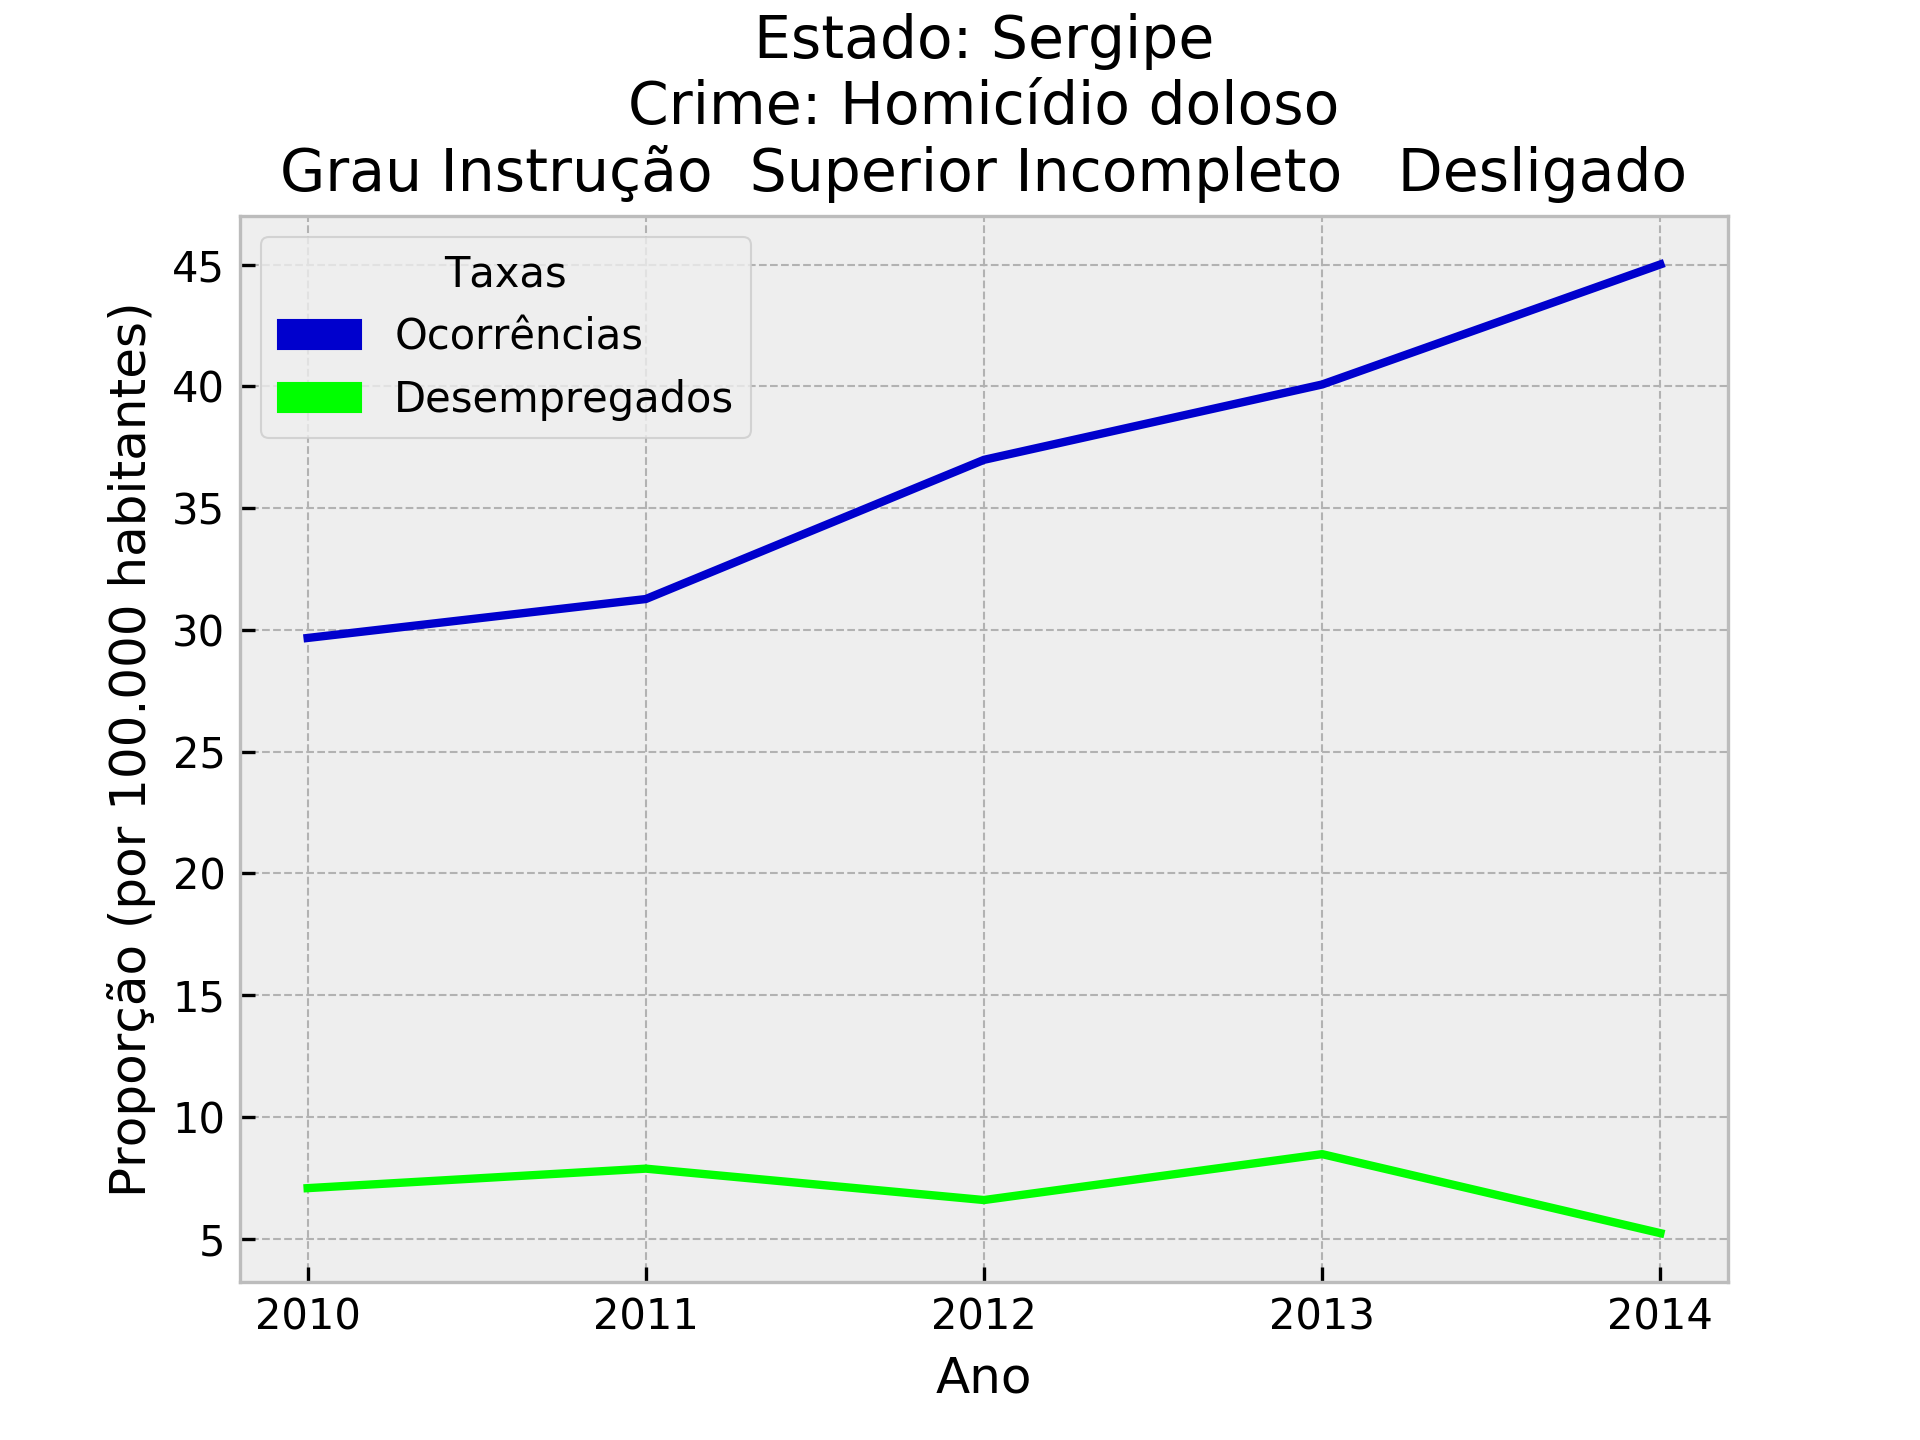 Estado: Sergipe
Crime: Homicídio doloso
Grau Instrução  Superior Incompleto   Desligado
Taxas
Ocorrências
Desempregados
Proporção (por 100.000 habitantes)
45
40
35
30
25
20
15
10
5
2010 2011 2012 2013 2014
Ano